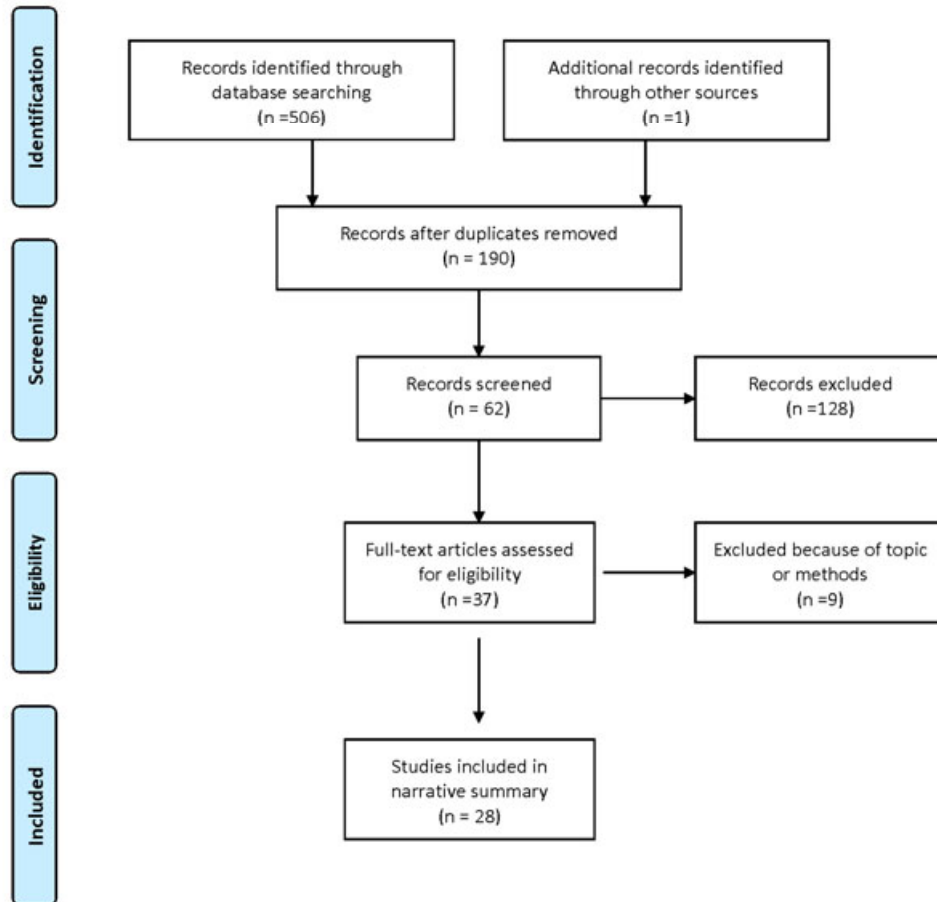 Identification
Records identified through
database searching
(n =506)
Additional records identified
through other sources
(n =1)
Records after duplicates removed
(n = 190)
Screening
Records screened
(n = 62)
Records excluded
(n =128)
Eligibility
Full-text articles assessed
for eligibility
(n =37)
Excluded because of topic
or methods
(n =9)
Included
Studies included in
narrative summary
(n = 28)